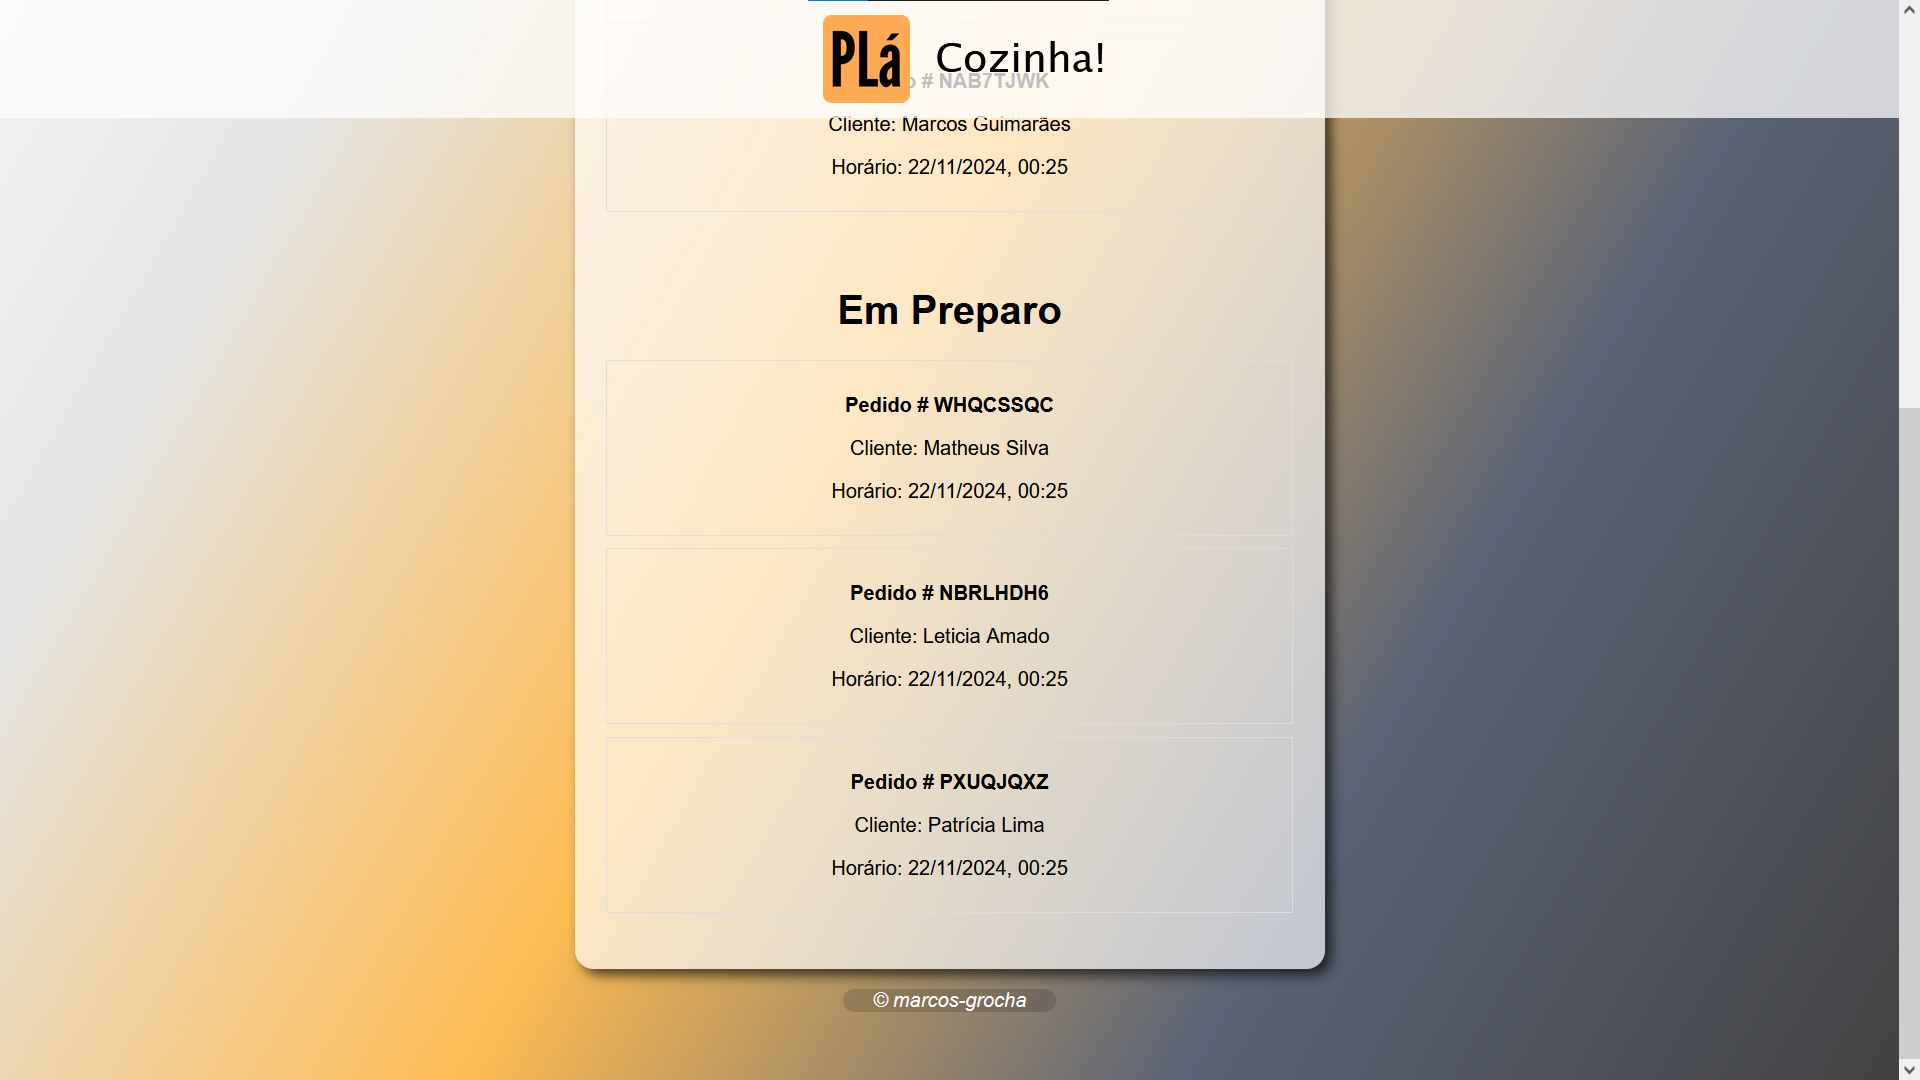 PLá Cozinha!
Pedido # NAB7TJWK
Cliente: Marcos Guimarães
Horário: 22/11/2024, 00:25
Em Preparo
Pedido # WHQCSSQC
Cliente: Matheus Silva
Horário: 22/11/2024, 00:25
Pedido # NBRLHDH6
Cliente: Leticia Amado
Horário: 22/11/2024, 00:25
Pedido # PXUQJQXZ
Cliente: Patrícia Lima
Horário: 22/11/2024, 00:25
© marcos-grocha